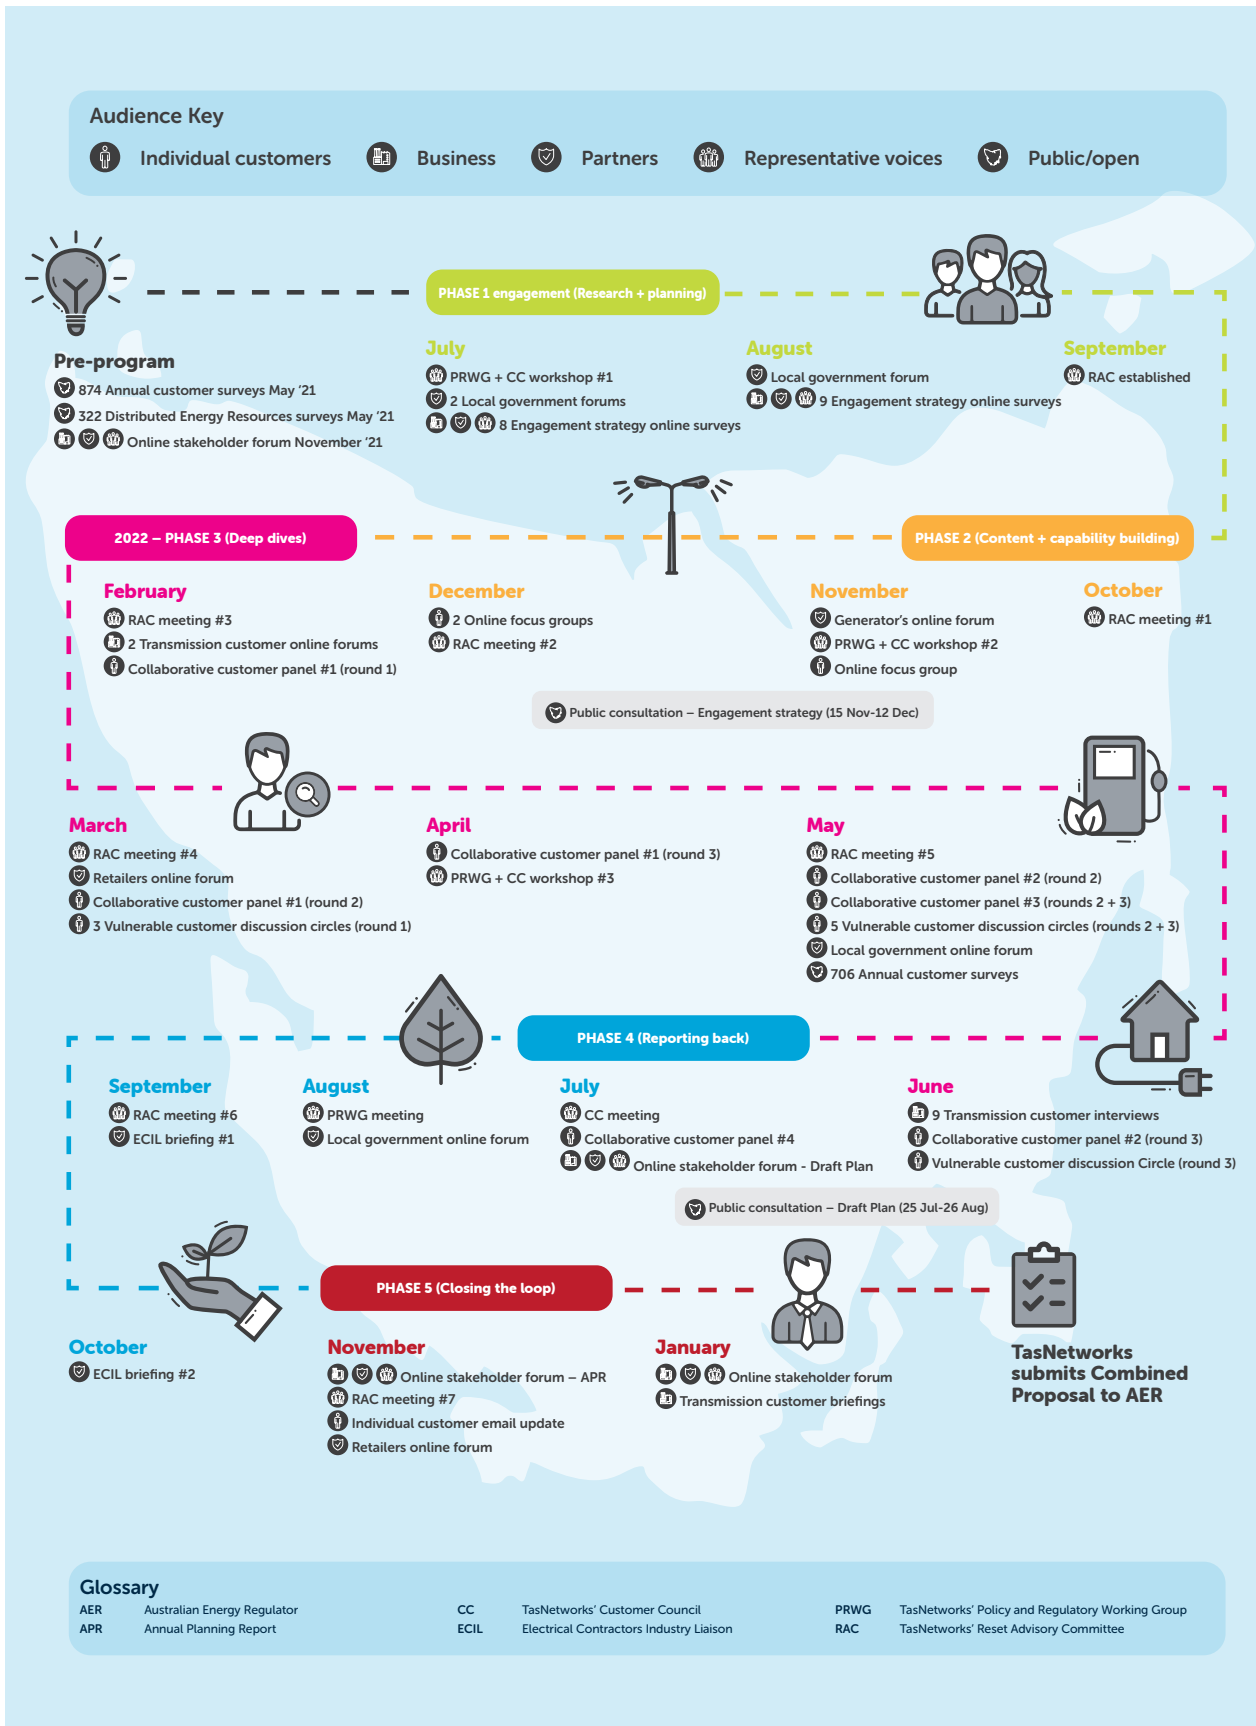 Audience Key
Individual customers
Business
Partners
Representative voices
Public/open
PHASE 1 engagement (Research + planning)
Pre-program
874 Annual customer surveys May ’21
322 Distributed Energy Resources surveys May ’21
Online stakeholder forum November ’21
July
PRWG + CC workshop #1
2 Local government forums
8 Engagement strategy online surveys
August
Local government forum
9 Engagement strategy online surveys
September
RAC established
PHASE 2 (Content + capability building)
October
RAC meeting #1
November
Generator’s online forum
PRWG + CC workshop #2
Online focus group
December
2 Online focus groups
RAC meeting #2
Public consultation – Engagement strategy (15 Nov-12 Dec)
2022 – PHASE 3 (Deep dives)
February
RAC meeting #3
2 Transmission customer online forums
Collaborative customer panel #1 (round 1)
March
RAC meeting #4
Retailers online forum
Collaborative customer panel #1 (round 2)
3 Vulnerable customer discussion circles (round 1)
April
Collaborative customer panel #1 (round 3)
PRWG + CC workshop #3
May
RAC meeting #5
Collaborative customer panel #2 (round 2)
Collaborative customer panel #3 (rounds 2 + 3)
5 Vulnerable customer discussion circles (rounds 2 + 3)
Local government online forum
706 Annual customer surveys
June
9 Transmission customer interviews
Collaborative customer panel #2 (round 3)
Vulnerable customer discussion Circle (round 3)
PHASE 4 (Reporting back)
July
CC meeting
Collaborative customer panel #4
Online stakeholder forum - Draft Plan
Public consultation – Draft Plan (25 Jul-26 Aug)
August
PRWG meeting
Local government online forum
September
RAC meeting #6
ECIL briefing #1
October
ECIL briefing #2
PHASE 5 (Closing the loop)
November
Online stakeholder forum – APR
RAC meeting #7
Individual customer email update
Retailers online forum
January
Online stakeholder forum
Transmission customer briefings
TasNetworks
submits Combined
Proposal to AER
Glossary
AER Australian Energy Regulator
APR Annual Planning Report
CC TasNetworks’ Customer Council
ECIL Electrical Contractors Industry Liaison
PRWG TasNetworks’ Policy and Regulatory Working Group
RAC TasNetworks’ Reset Advisory Committee